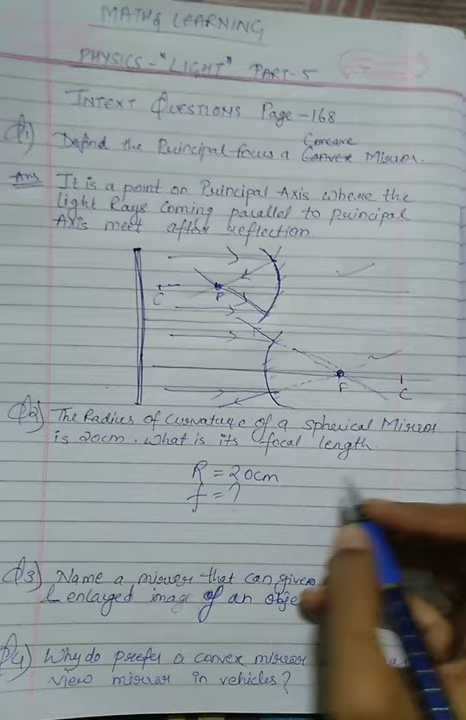 MATHS LEARNING
PHYSICS - "LIGHT" PART-5
INTEXT QUESTIONS Page -168
Q1) Defind the Principal focus a Convex Mirror.
Concave
Ans It is a point on Principal Axis where the
Light Rays Coming parallel to principal
Axis meet after reflection
C F
F C
Q2) The Radius of Curvature of a spherical Mirror
is 20cm. What is its focal length.
R = 20cm
f = ?
Q3) Name a mirror that can given
& enlarged image of an obje
Q4) Why do prefer a convex mirror
view mirror in vehicles?